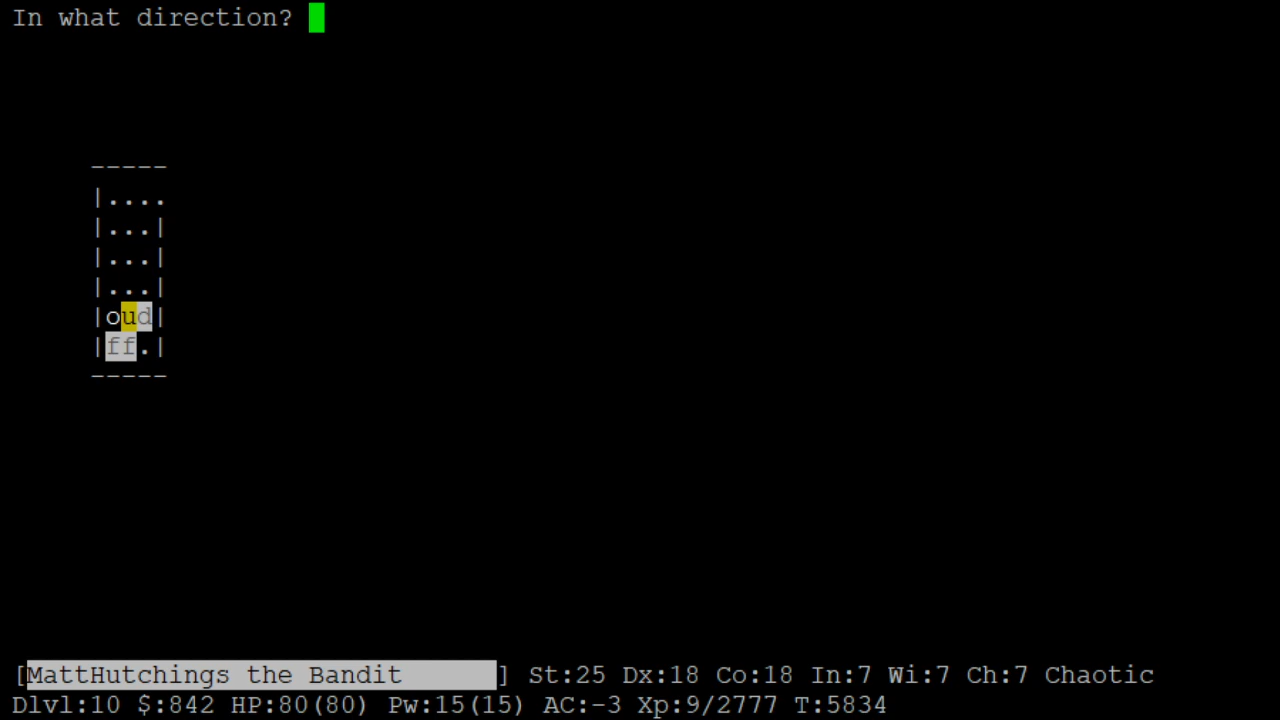 In what direction?
-----
|....
|...|
|...|
|...|
|oud|
|ff.|
-----
[MattHutchings the Bandit      ] St:25 Dx:18 Co:18 In:7 Wi:7 Ch:7 Chaotic
Dlvl:10 $:842 HP:80(80) Pw:15(15) AC:-3 Xp:9/2777 T:5834